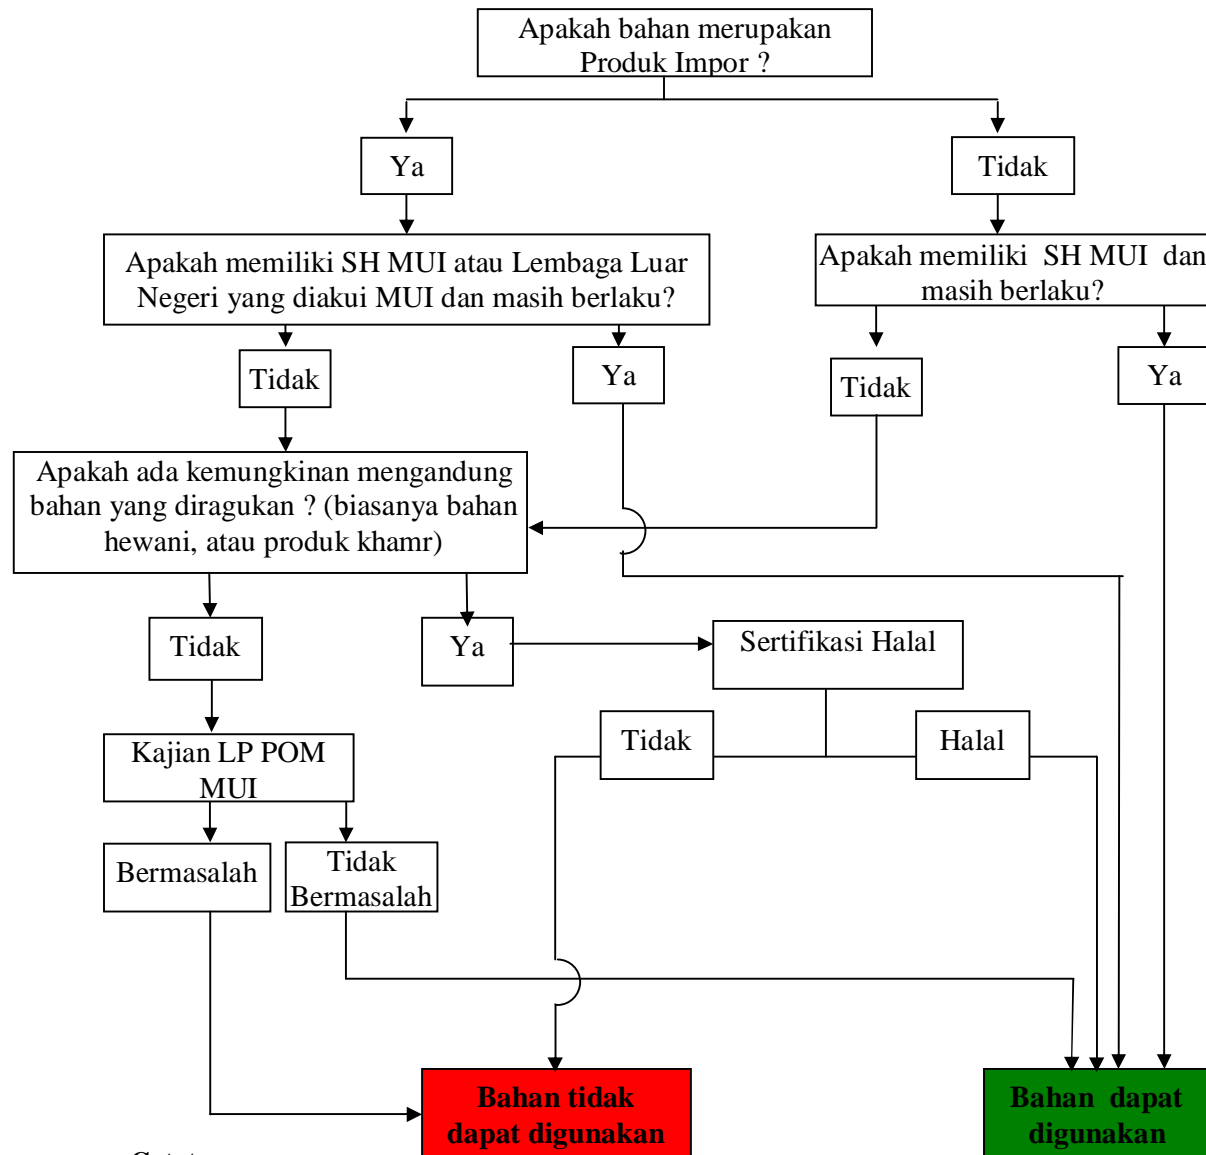 Apakah bahan merupakan
Produk Impor ?
Ya
Tidak
Apakah memiliki SH MUI atau Lembaga Luar
Negeri yang diakui MUI dan masih berlaku?
Apakah memiliki SH MUI dan
masih berlaku?
Tidak
Ya
Tidak
Ya
Apakah ada kemungkinan mengandung
bahan yang diragukan ? (biasanya bahan
hewani, atau produk khamr)
Tidak
Ya
Sertifikasi Halal
Tidak
Halal
Kajian LP POM
MUI
Bermasalah
Tidak
Bermasalah
Bahan tidak
dapat digunakan
Bahan dapat
digunakan